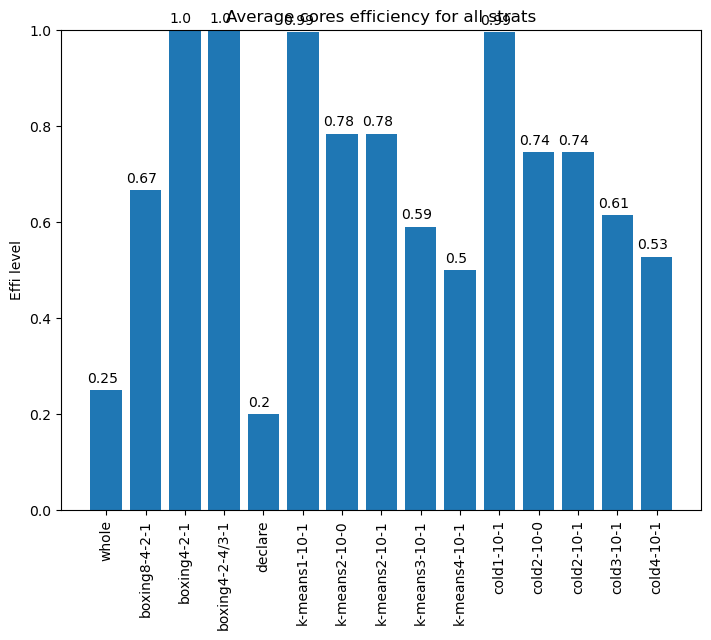 Average cores efficiency for all strats
1.0
1.0
0.99
0.99
0.78
0.78
0.74
0.74
0.67
0.61
0.59
0.53
0.5
0.25
0.2
Effi level
1.0
0.8
0.6
0.4
0.2
0.0
whole
boxing8-4-2-1
boxing4-2-1
boxing4-2-4/3-1
declare
k-means1-10-1
k-means2-10-0
k-means2-10-1
k-means3-10-1
k-means4-10-1
cold1-10-1
cold2-10-0
cold2-10-1
cold3-10-1
cold4-10-1